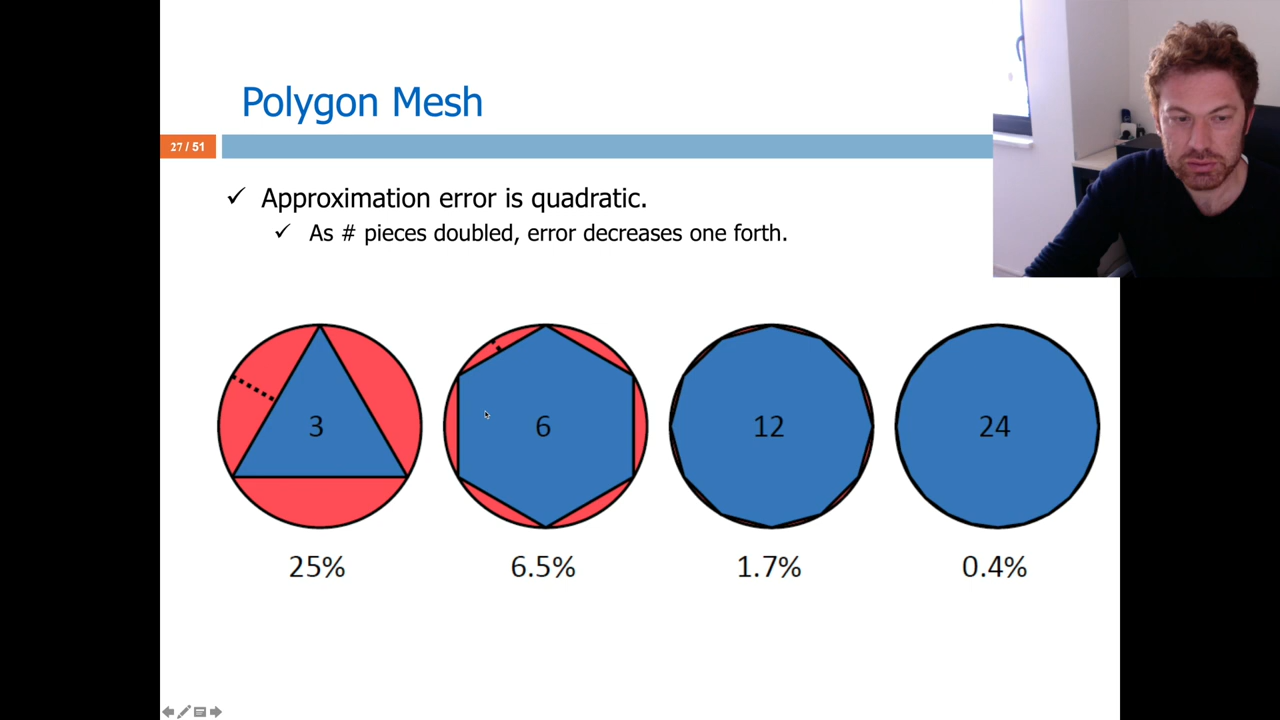 Polygon Mesh
27 / 51
Approximation error is quadratic.
As # pieces doubled, error decreases one forth.
3 6 12 24
25% 6.5% 1.7% 0.4%